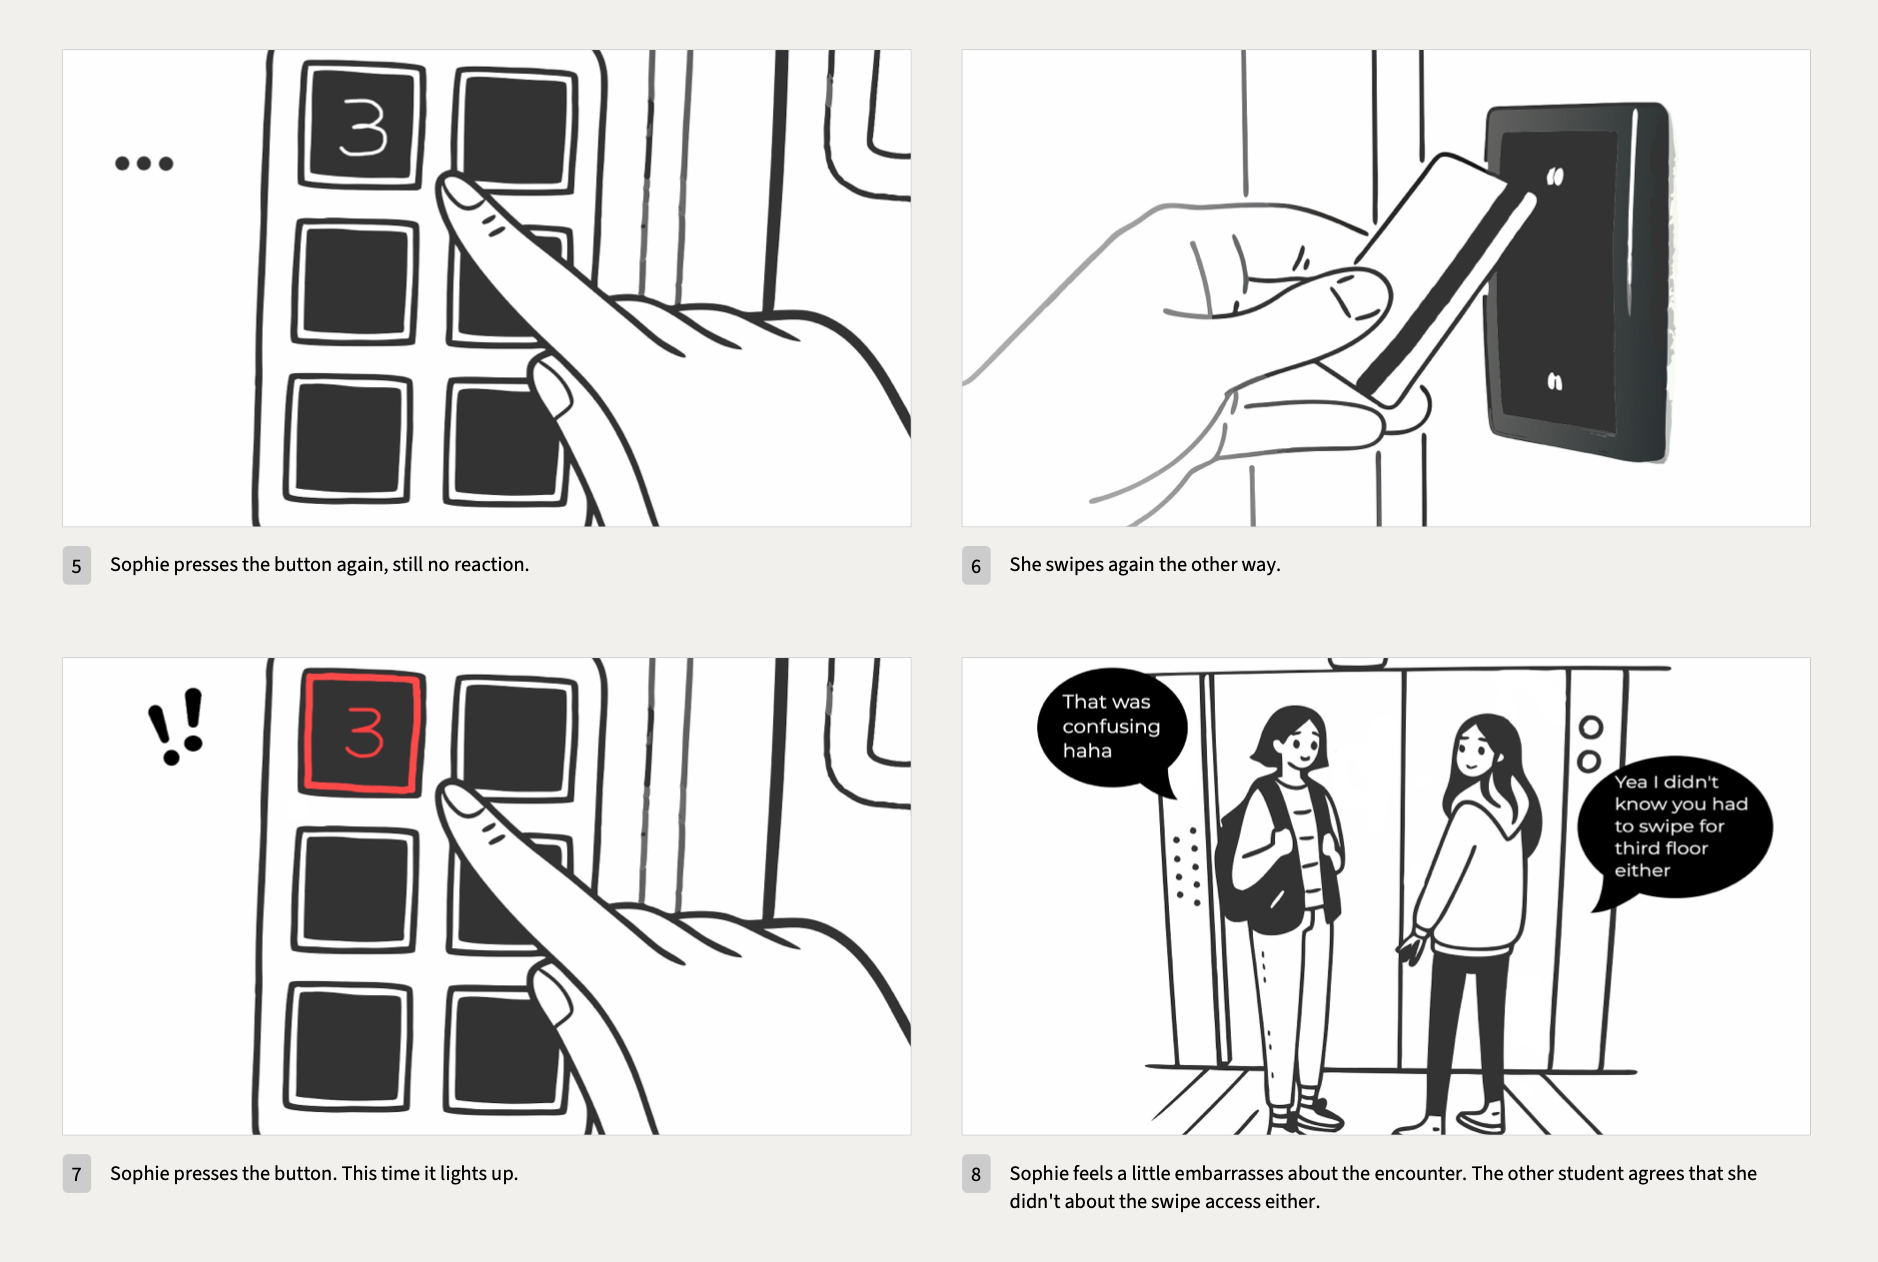 3
5 Sophie presses the button again, still no reaction.
6 She swipes again the other way.
!!
3
7 Sophie presses the button. This time it lights up.
That was
confusing
haha
Yea I didn't
know you had
to swipe for
third floor
either
8 Sophie feels a little embarrasses about the encounter. The other student agrees that she
didn't about the swipe access either.